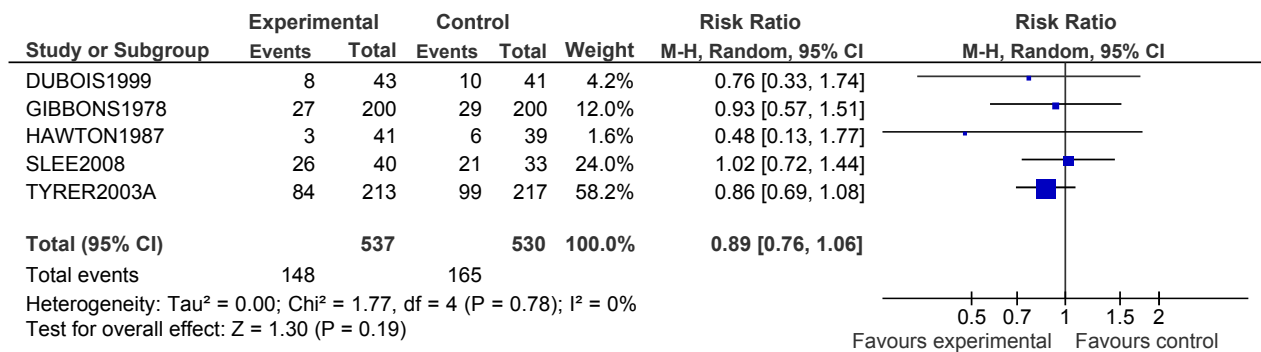 Experimental Control Risk Ratio Risk Ratio
Study or Subgroup Events Total Events Total Weight M-H, Random, 95% CI M-H, Random, 95% CI
DUBOIS1999 8 43 10 41 4.2% 0.76 [0.33, 1.74]
GIBBONS1978 27 200 29 200 12.0% 0.93 [0.57, 1.51]
HAWTON1987 3 41 6 39 1.6% 0.48 [0.13, 1.77]
SLEE2008 26 40 21 33 24.0% 1.02 [0.72, 1.44]
TYRER2003A 84 213 99 217 58.2% 0.86 [0.69, 1.08]
Total (95% CI) 537 530 100.0% 0.89 [0.76, 1.06]
Total events 148 165
Heterogeneity: Tau² = 0.00; Chi² = 1.77, df = 4 (P = 0.78); I² = 0%
Test for overall effect: Z = 1.30 (P = 0.19)
0.5 0.7 1 1.5 2
Favours experimental Favours control